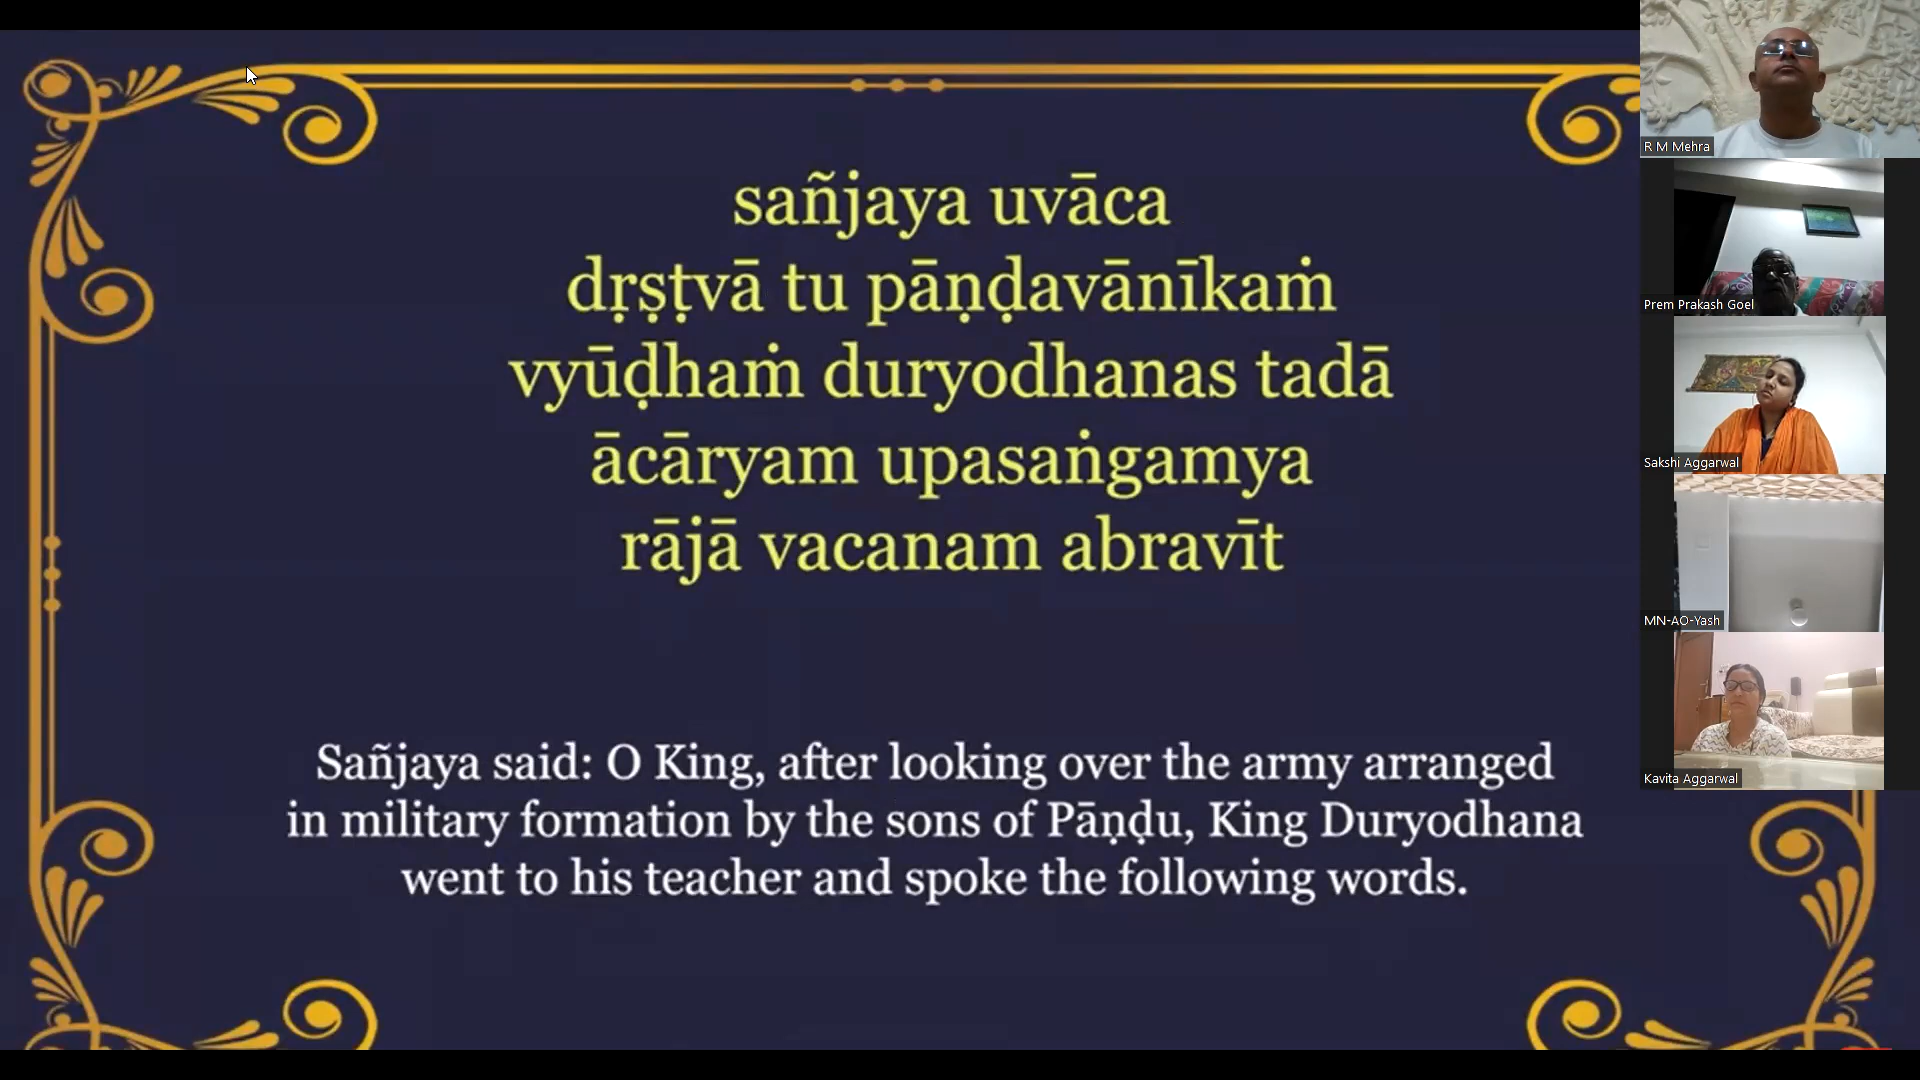 sañjaya uvāca
dṛṣṭvā tu pāṇḍavānīkaṁ
vyūḍhaṁ duryodhanas tadā
ācāryam upasaṅgamya
rājā vacanam abravīt
Sañjaya said: O King, after looking over the army arranged
in military formation by the sons of Pāṇḍu, King Duryodhana
went to his teacher and spoke the following words.
R M Mehra
Prem Prakash Goel
Sakshi Aggarwal
MN-AO-Yash
Kavita Aggarwal